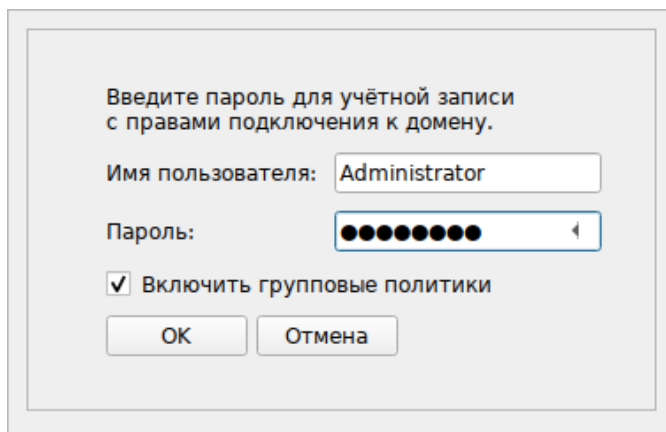 Введите пароль для учётной записи
с правами подключения к домену.
Имя пользователя: Administrator
Пароль: ●●●●●●●●
Включить групповые политики
OK Отмена